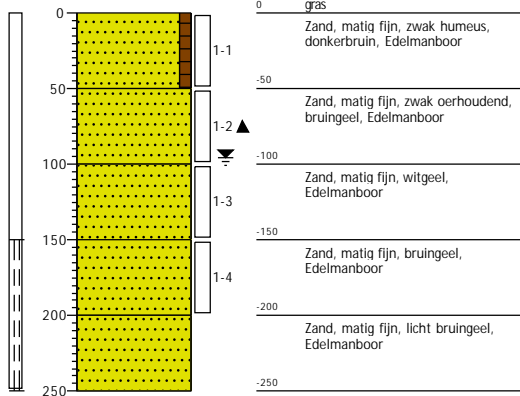 0
50
100
150
200
250
1-1
1-2
1-3
1-4
0
gras
Zand, matig fijn, zwak humeus,
donkerbruin, Edelmanboor
-50
Zand, matig fijn, zwak oerhoudend,
bruingeel, Edelmanboor
-100
Zand, matig fijn, witgeel,
Edelmanboor
-150
Zand, matig fijn, bruingeel,
Edelmanboor
-200
Zand, matig fijn, licht bruingeel,
Edelmanboor
-250